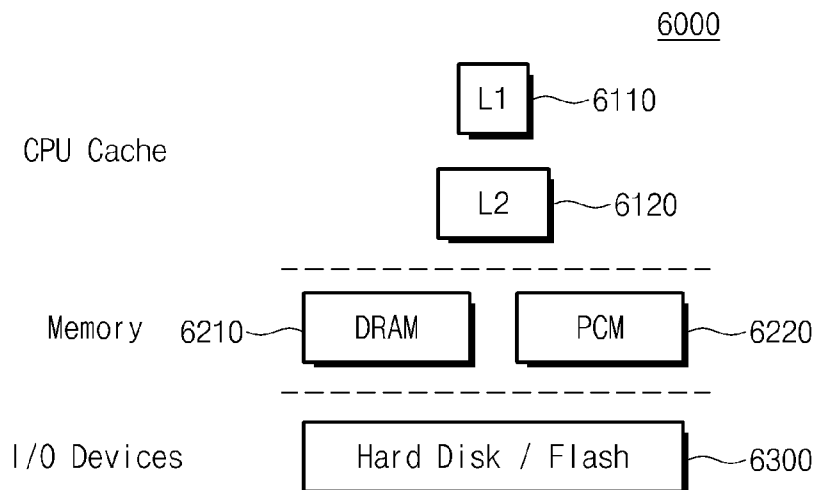 6000
L1 6110
CPU Cache
L2 6120
Memory 6210 DRAM PCM 6220
I/O Devices Hard Disk / Flash 6300